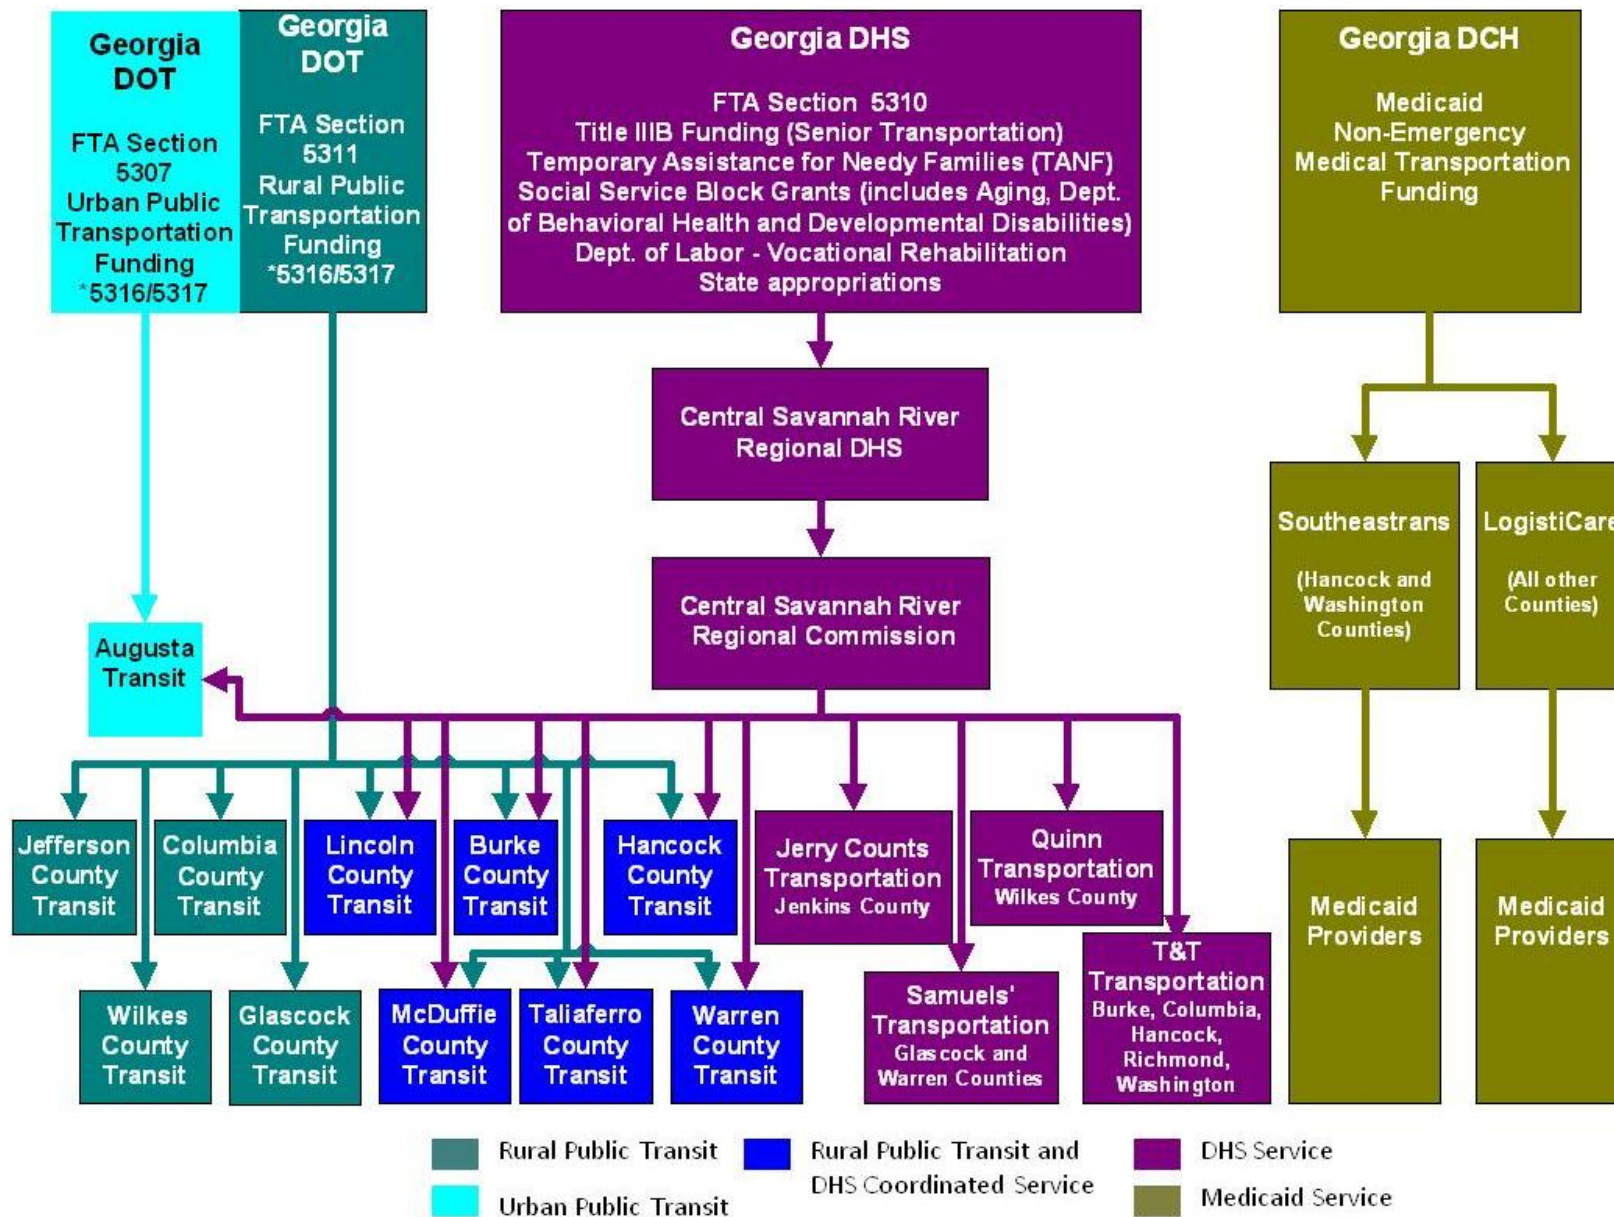 Georgia
DOT
FTA Section
5307
Urban Public
Transportation
Funding
*5316/5317
Georgia
DOT
FTA Section
5311
Rural Public
Transportation
Funding
*5316/5317
Georgia DHS
FTA Section 5310
Title IIIB Funding (Senior Transportation)
Temporary Assistance for Needy Families (TANF)
Social Service Block Grants (includes Aging, Dept.
of Behavioral Health and Developmental Disabilities)
Dept. of Labor - Vocational Rehabilitation
State appropriations
Georgia DCH
Medicaid
Non-Emergency
Medical Transportation
Funding
Central Savannah River
Regional DHS
Central Savannah River
Regional Commission
Southeastrans
(Hancock and
Washington
Counties)
LogistiCare
(All other
Counties)
Augusta
Transit
Jefferson
County
Transit
Columbia
County
Transit
Lincoln
County
Transit
Burke
County
Transit
Hancock
County
Transit
Jerry Counts
Transportation
Jenkins County
Quinn
Transportation
Wilkes County
Medicaid
Providers
Medicaid
Providers
Wilkes
County
Transit
Glascock
County
Transit
McDuffie
County
Transit
Taliaferro
County
Transit
Warren
County
Transit
Samuels'
Transportation
Glascock and
Warren Counties
T&T
Transportation
Burke, Columbia,
Hancock,
Richmond,
Washington
Rural Public Transit
Urban Public Transit
Rural Public Transit and
DHS Coordinated Service
DHS Service
Medicaid Service